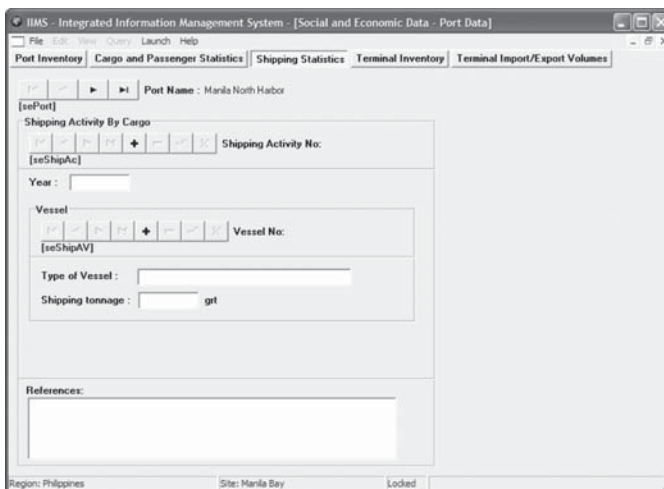 IIMS - Integrated Information Management System - [Social and Economic Data - Port Data]
File Edit View Query Launch Help
Port Inventory Cargo and Passenger Statistics Shipping Statistics Terminal Inventory Terminal Import/Export Volumes
Port Name : Manila North Harbor
[sePort]
Shipping Activity By Cargo
Shipping Activity No:
[seShipAc]
Year :
Vessel
Vessel No:
[seShipAV]
Type of Vessel :
Shipping tonnage : grt
References:
Region: Philippines Site: Manila Bay Locked